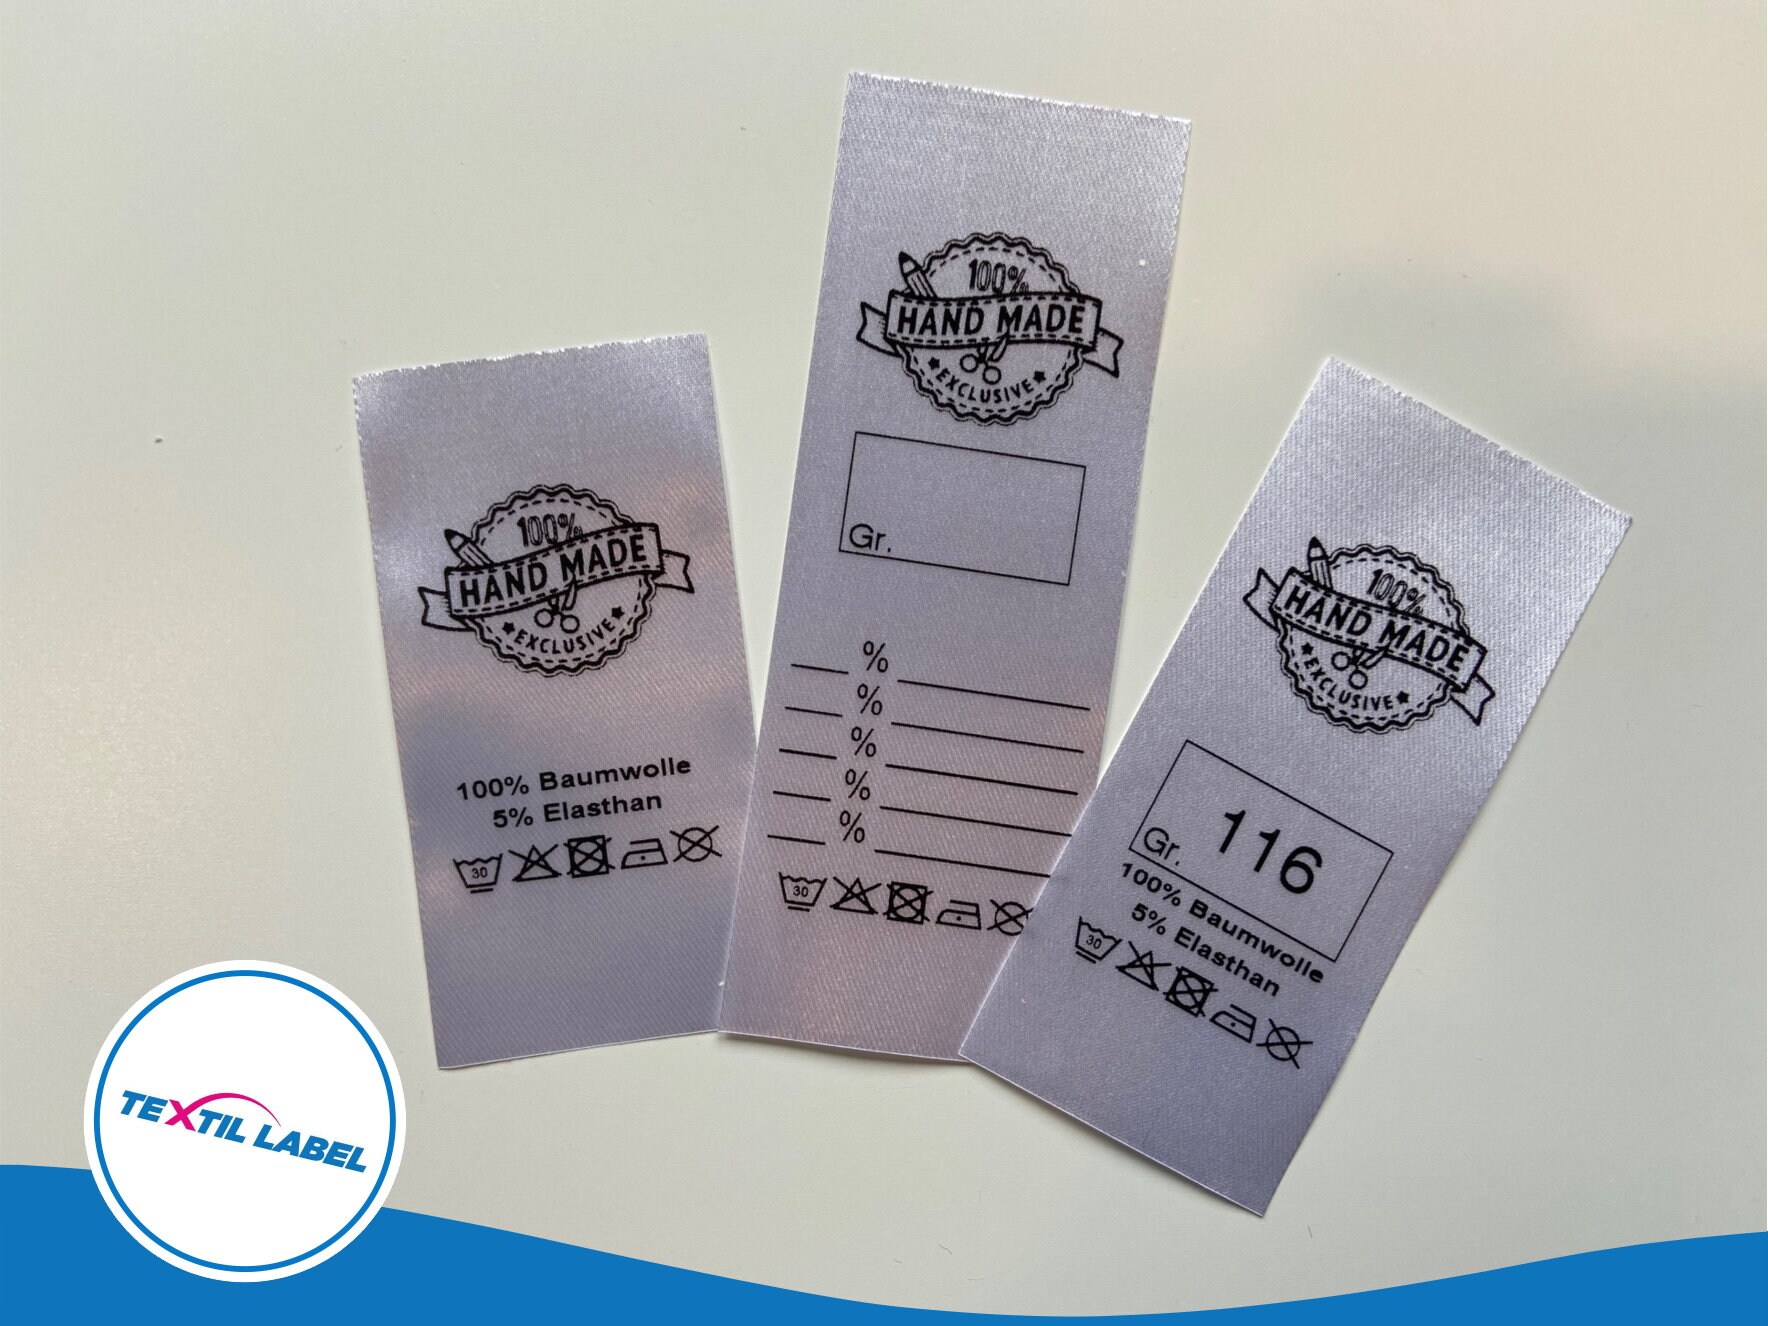 100%
HAND MADE
EXCLUSIVE
100% Baumwolle
5% Elasthan
30
100%
HAND MADE
EXCLUSIVE
Gr.
%
%
%
%
%
30
100%
HAND MADE
EXCLUSIVE
Gr. 116
100% Baumwolle
5% Elasthan
30
TEXTIL LABEL